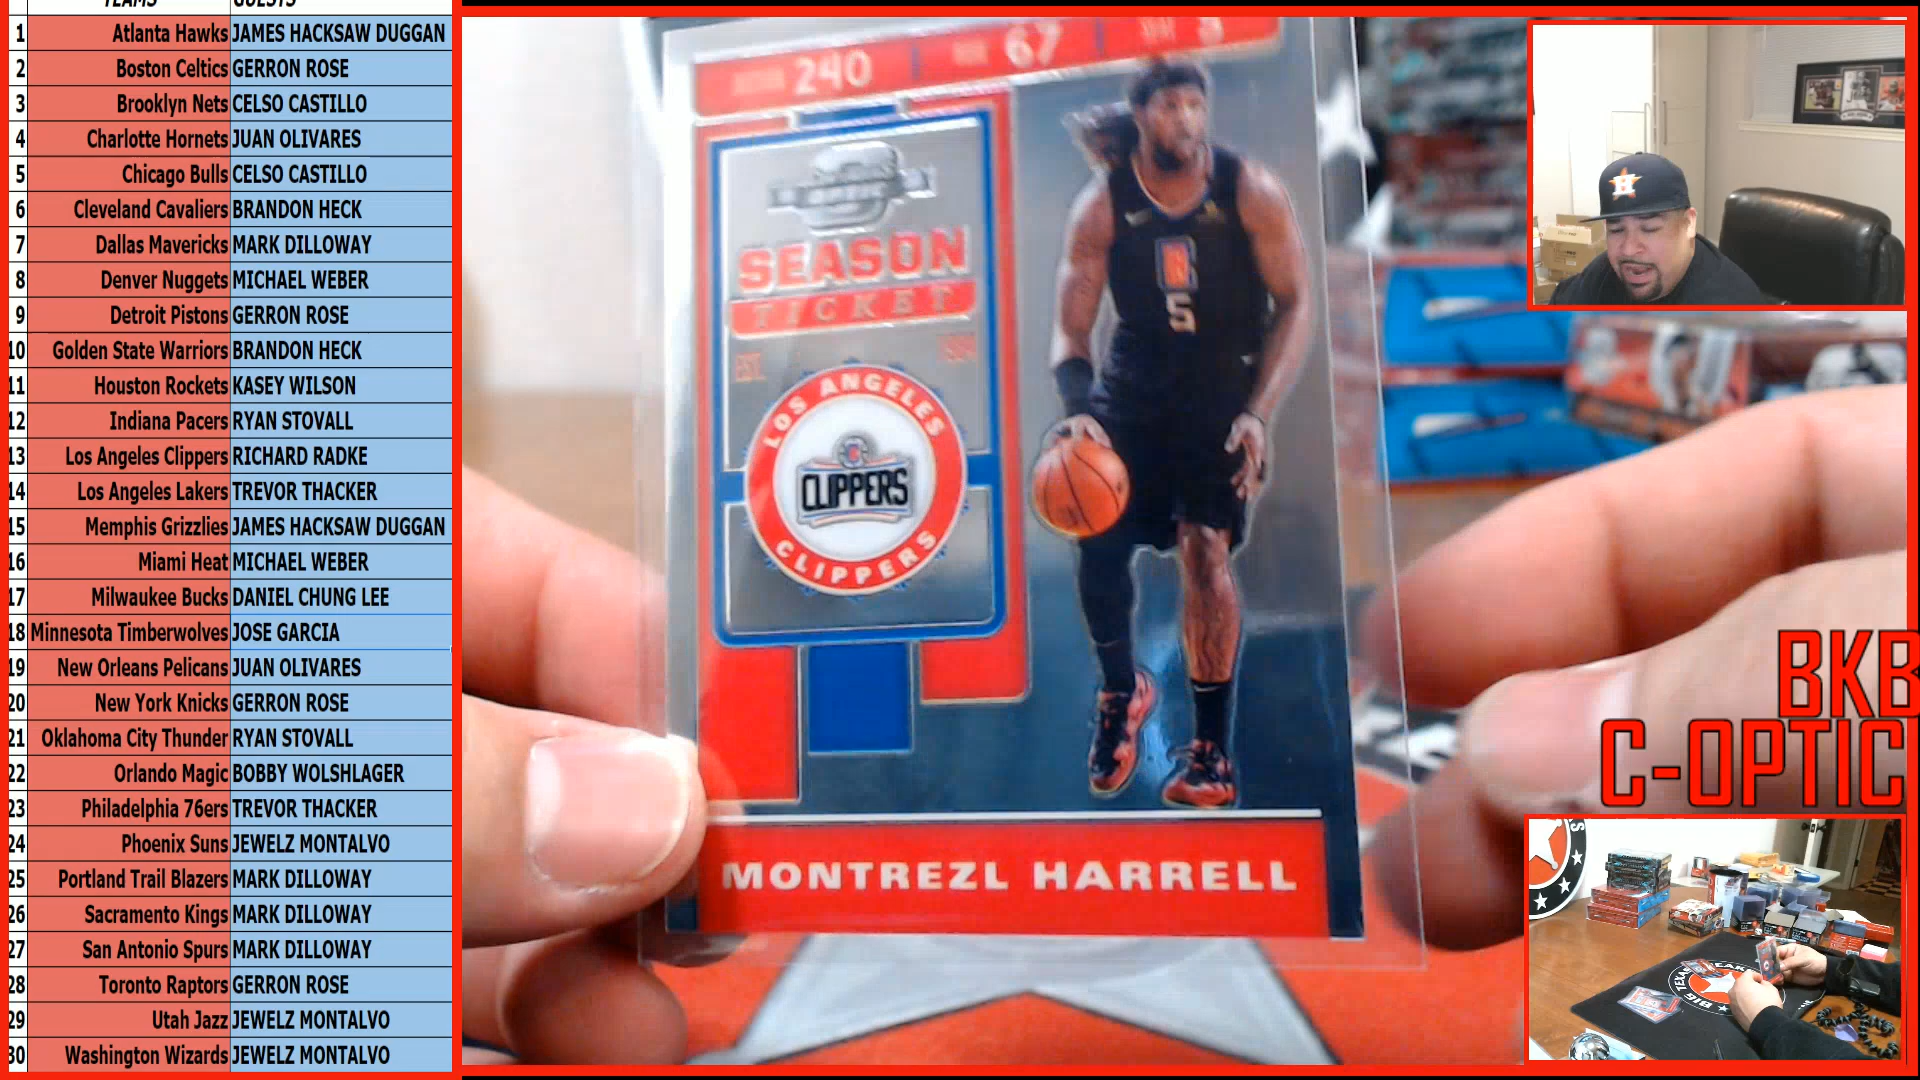 TEAMS GUESTS
1 Atlanta Hawks JAMES HACKSAW DUGGAN
2 Boston Celtics GERRON ROSE
3 Brooklyn Nets CELSO CASTILLO
4 Charlotte Hornets JUAN OLIVARES
5 Chicago Bulls CELSO CASTILLO
6 Cleveland Cavaliers BRANDON HECK
7 Dallas Mavericks MARK DILLOWAY
8 Denver Nuggets MICHAEL WEBER
9 Detroit Pistons GERRON ROSE
10 Golden State Warriors BRANDON HECK
11 Houston Rockets KASEY WILSON
12 Indiana Pacers RYAN STOVALL
13 Los Angeles Clippers RICHARD RADKE
14 Los Angeles Lakers TREVOR THACKER
15 Memphis Grizzlies JAMES HACKSAW DUGGAN
16 Miami Heat MICHAEL WEBER
17 Milwaukee Bucks DANIEL CHUNG LEE
18 Minnesota Timberwolves JOSE GARCIA
19 New Orleans Pelicans JUAN OLIVARES
20 New York Knicks GERRON ROSE
21 Oklahoma City Thunder RYAN STOVALL
22 Orlando Magic BOBBY WOLSHLAGER
23 Philadelphia 76ers TREVOR THACKER
24 Phoenix Suns JEWELZ MONTALVO
25 Portland Trail Blazers MARK DILLOWAY
26 Sacramento Kings MARK DILLOWAY
27 San Antonio Spurs MARK DILLOWAY
28 Toronto Raptors GERRON ROSE
29 Utah Jazz JEWELZ MONTALVO
30 Washington Wizards JEWELZ MONTALVO
240 67 3
SEASON
TICKET
EST.
LOS ANGELES
CLIPPERS
CLIPPERS
5
MONTREZL HARRELL
H
BKB
C-OPTIC